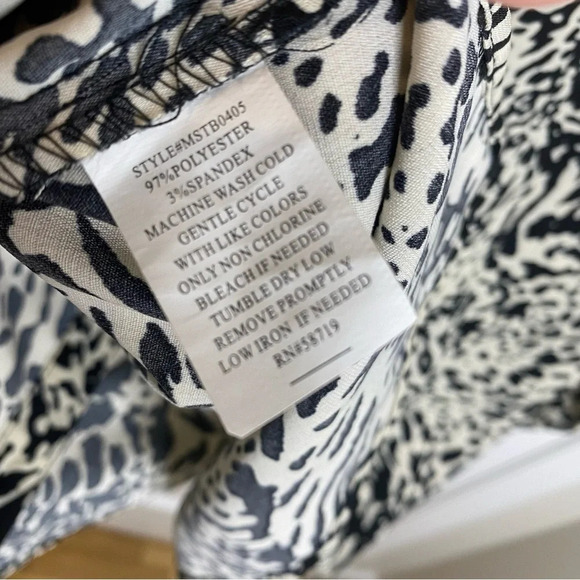 STYLE#MSTB0405
97%POLYESTER
3%SPANDEX
MACHINE WASH COLD
GENTLE CYCLE
WITH LIKE COLORS
ONLY NON CHLORINE
BLEACH IF NEEDED
TUMBLE DRY LOW
REMOVE PROMPTLY
LOW IRON IF NEEDED
RN#58719